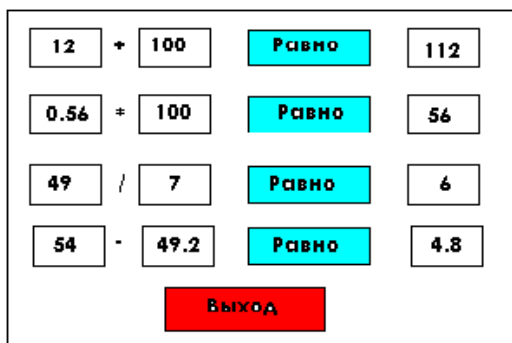 12 + 100 Равно 112
0.56 * 100 Равно 56
49 / 7 Равно 6
54 - 49.2 Равно 4.8
Выход